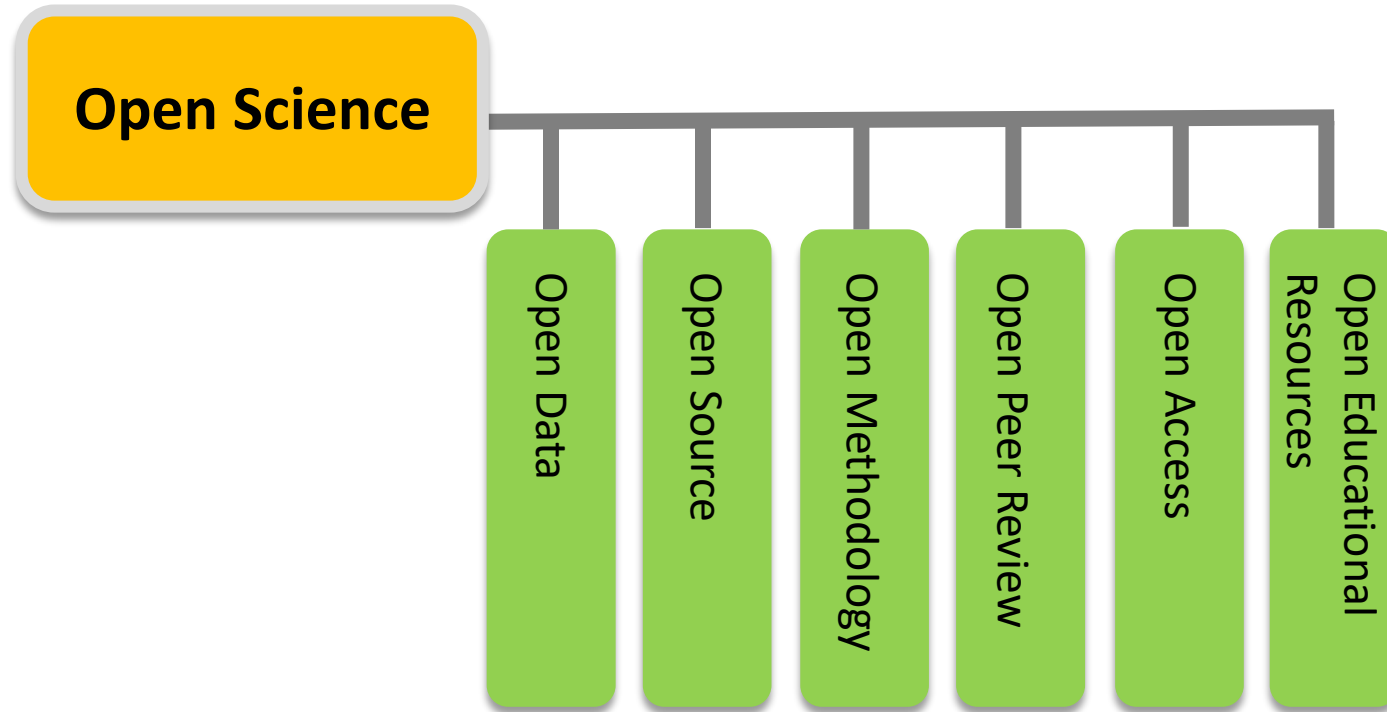 Open Science
Open Data
Open Source
Open Methodology
Open Peer Review
Open Access
Open Educational
Resources